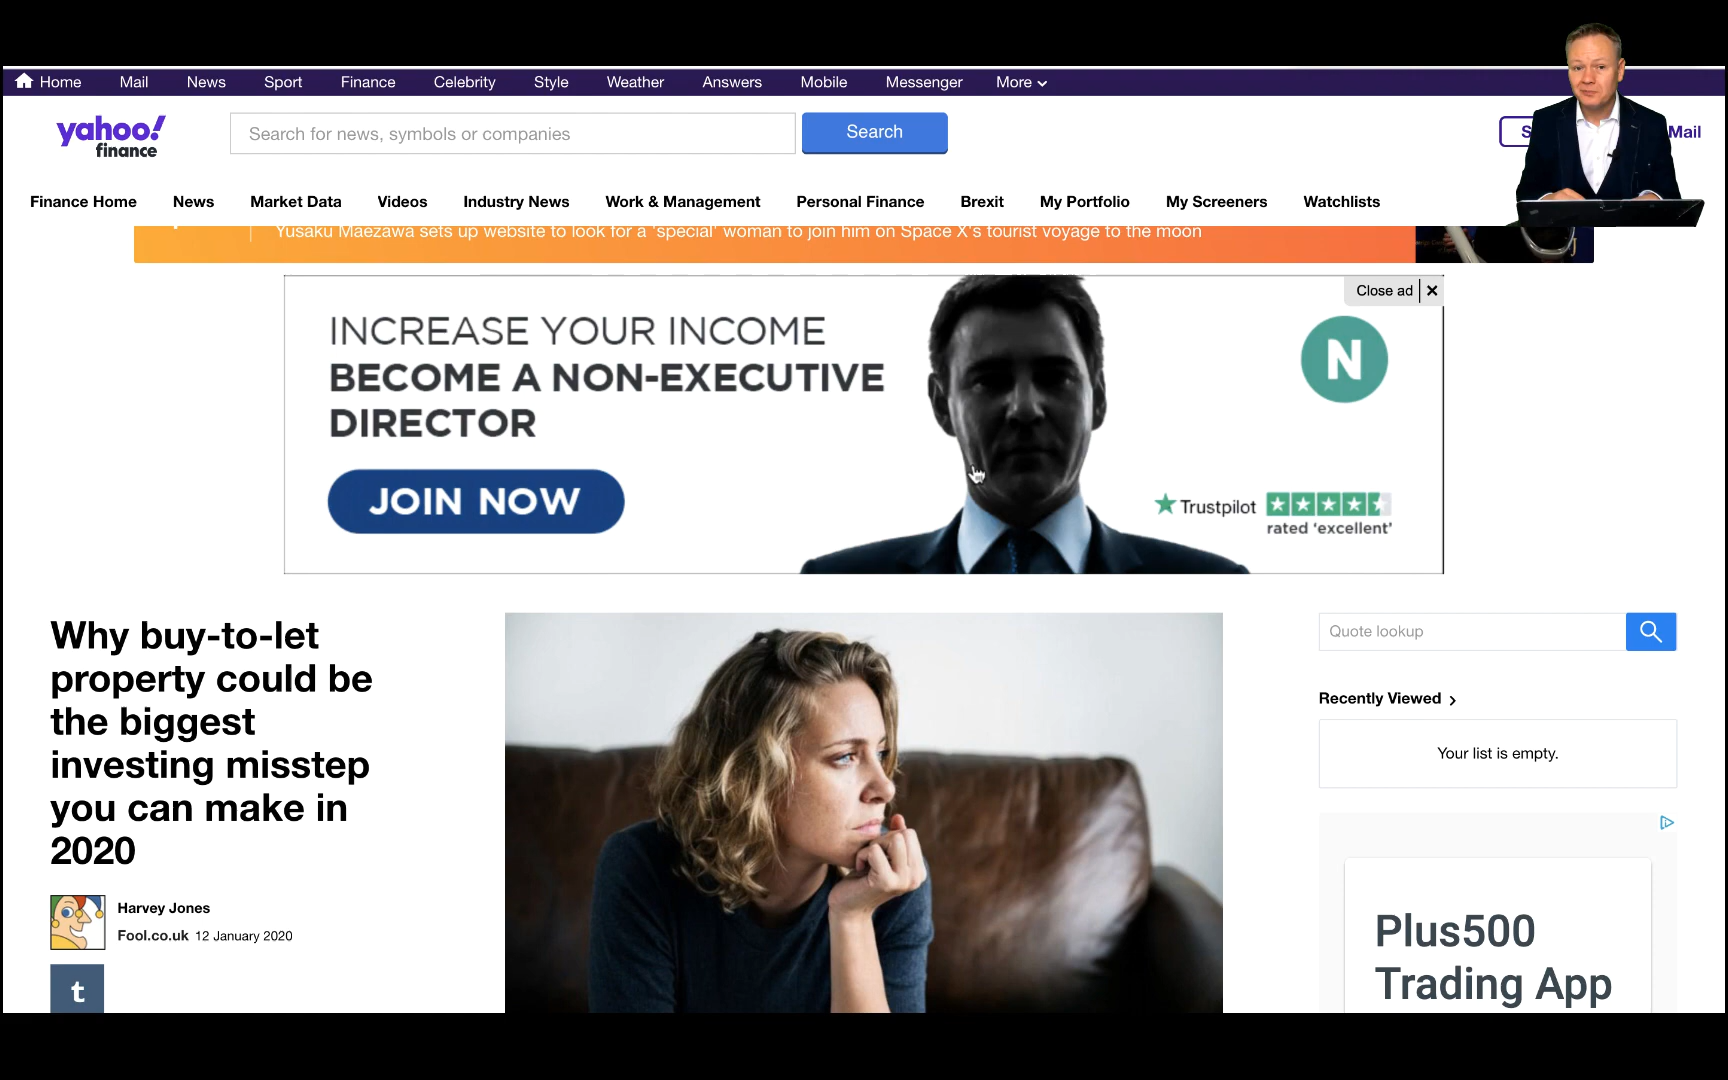 Home Mail News Sport Finance Celebrity Style Weather Answers Mobile Messenger More
yahoo!
finance
Search for news, symbols or companies
Search
S
Mail
Finance Home News Market Data Videos Industry News Work & Management Personal Finance Brexit My Portfolio My Screeners Watchlists
Yusaku Maezawa sets up website to look for a 'special' woman to join him on Space X's tourist voyage to the moon
Close ad
INCREASE YOUR INCOME
BECOME A NON-EXECUTIVE
DIRECTOR
JOIN NOW
N
Trustpilot
rated 'excellent'
Why buy-to-let
property could be
the biggest
investing misstep
you can make in
2020
Harvey Jones
Fool.co.uk 12 January 2020
t
Quote lookup
Recently Viewed
Your list is empty.
Plus500
Trading App